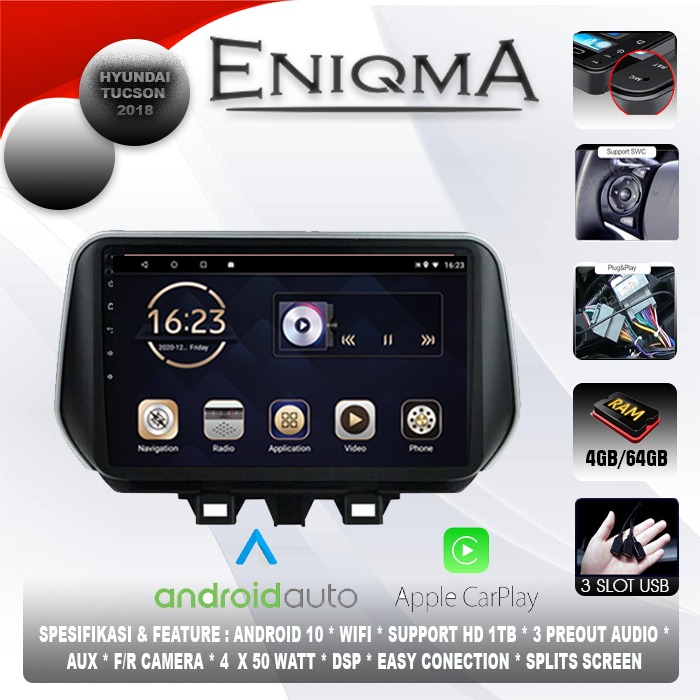 ENIQMA
HYUNDAI
TUCSON
2018
MIC
RST
Support SWC
16:23
16:23
2020-12.. Friday
Plug&Play
Navigation
Radio
Application
Video
Phone
RAM
4GB/64GB
androidauto
Apple CarPlay
3 SLOT USB
SPESIFIKASI & FEATURE : ANDROID 10 * WIFI * SUPPORT HD 1TB * 3 PREOUT AUDIO *
AUX * F/R CAMERA * 4 X 50 WATT * DSP * EASY CONECTION * SPLITS SCREEN